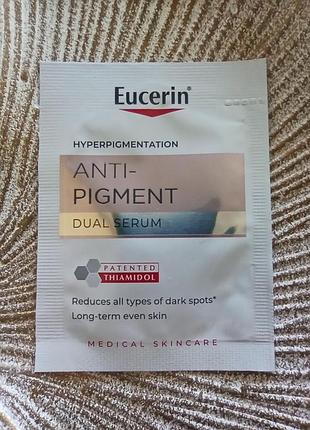 Eucerin®
HYPERPIGMENTATION
ANTI-
PIGMENT
DUAL SERUM
PATENTED
THIAMIDOL
Reduces all types of dark spots*
Long-term even skin
MEDICAL SKINCARE